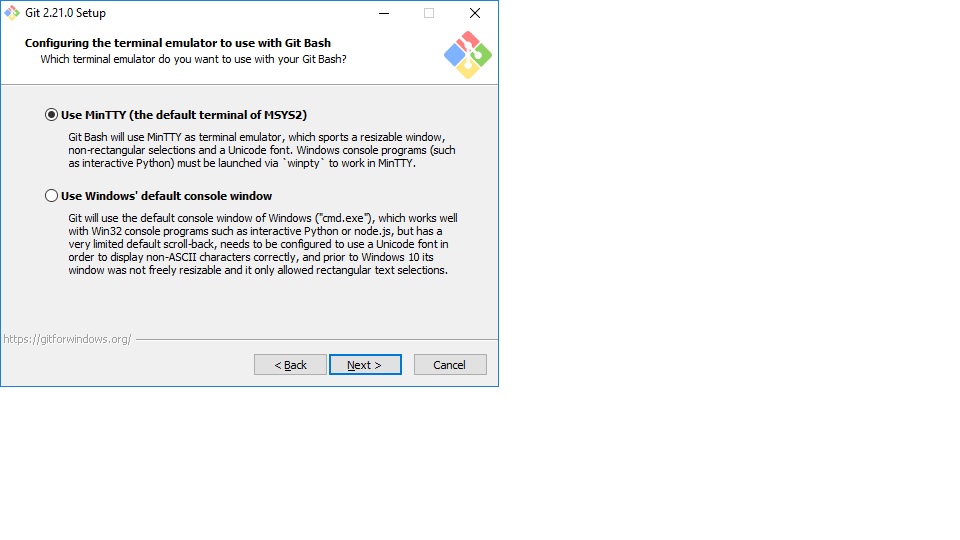 Git 2.21.0 Setup
Configuring the terminal emulator to use with Git Bash
Which terminal emulator do you want to use with your Git Bash?
Use MinTTY (the default terminal of MSYS2)
Git Bash will use MinTTY as terminal emulator, which sports a resizable window,
non-rectangular selections and a Unicode font. Windows console programs (such
as interactive Python) must be launched via `winpty` to work in MinTTY.
Use Windows' default console window
Git will use the default console window of Windows ("cmd.exe"), which works well
with Win32 console programs such as interactive Python or node.js, but has a
very limited default scroll-back, needs to be configured to use a Unicode font in
order to display non-ASCII characters correctly, and prior to Windows 10 its
window was not freely resizable and it only allowed rectangular text selections.
https://gitforwindows.org/
< Back Next > Cancel